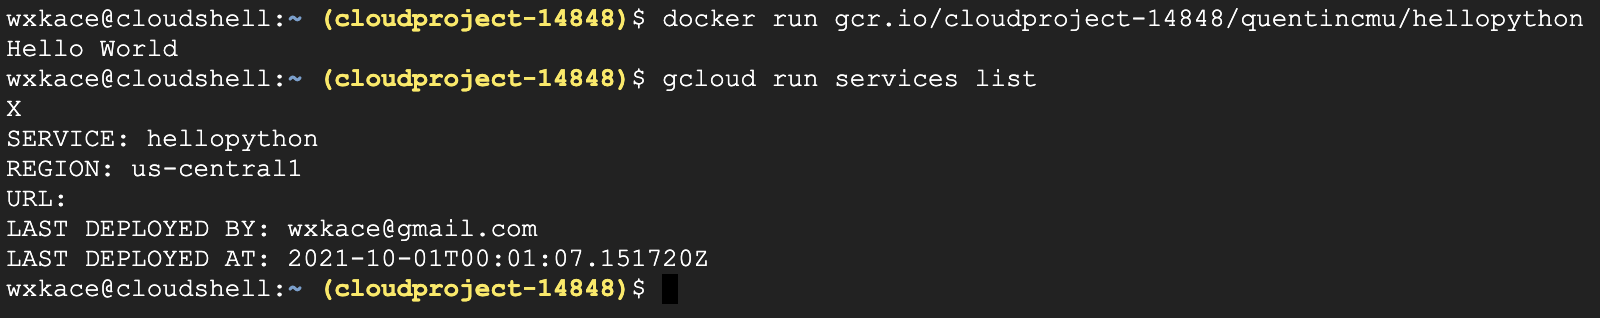 wxkace@cloudshell:~ (cloudproject-14848)$ docker run gcr.io/cloudproject-14848/quentincmu/hellopython
Hello World
wxkace@cloudshell:~ (cloudproject-14848)$ gcloud run services list
X
SERVICE: hellopython
REGION: us-central1
URL:
LAST DEPLOYED BY: wxkace@gmail.com
LAST DEPLOYED AT: 2021-10-01T00:01:07.151720Z
wxkace@cloudshell:~ (cloudproject-14848)$